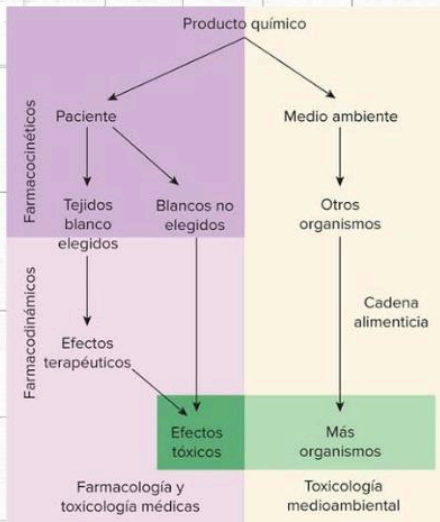 Producto químico
Paciente
Medio ambiente
Farmacocinéticos
Tejidos
blanco
elegidos
Blancos no
elegidos
Otros
organismos
Farmacodinámicos
Cadena
alimenticia
Efectos
terapéuticos
Efectos
tóxicos
Más
organismos
Farmacología y
toxicología médicas
Toxicología
medioambiental